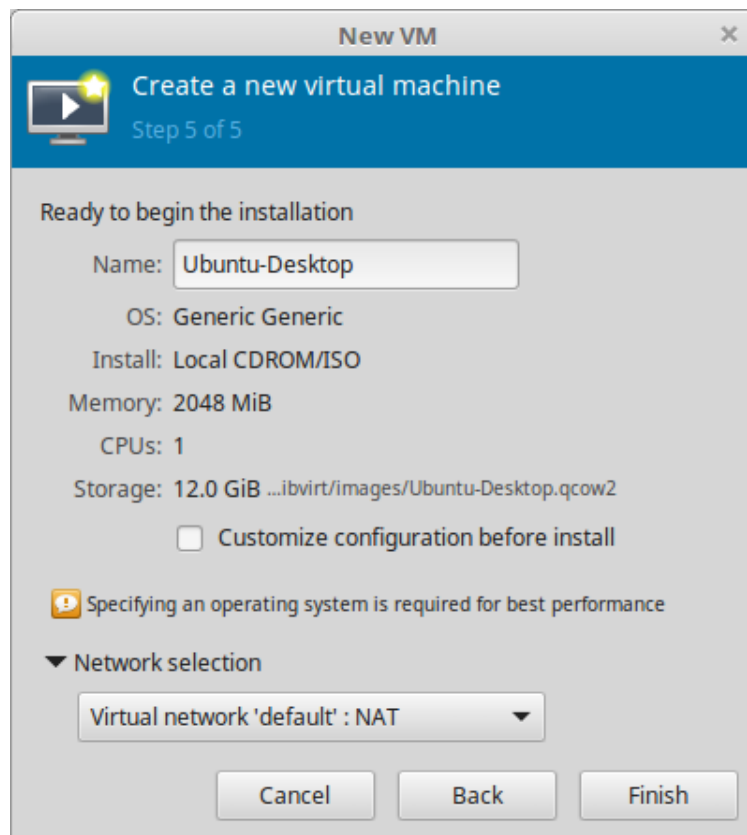 New VM
Create a new virtual machine
Step 5 of 5
Ready to begin the installation
Name: Ubuntu-Desktop
OS: Generic Generic
Install: Local CDROM/ISO
Memory: 2048 MiB
CPUs: 1
Storage: 12.0 GiB ...ibvirt/images/Ubuntu-Desktop.qcow2
Customize configuration before install
Specifying an operating system is required for best performance
Network selection
Virtual network 'default' : NAT
Cancel Back Finish